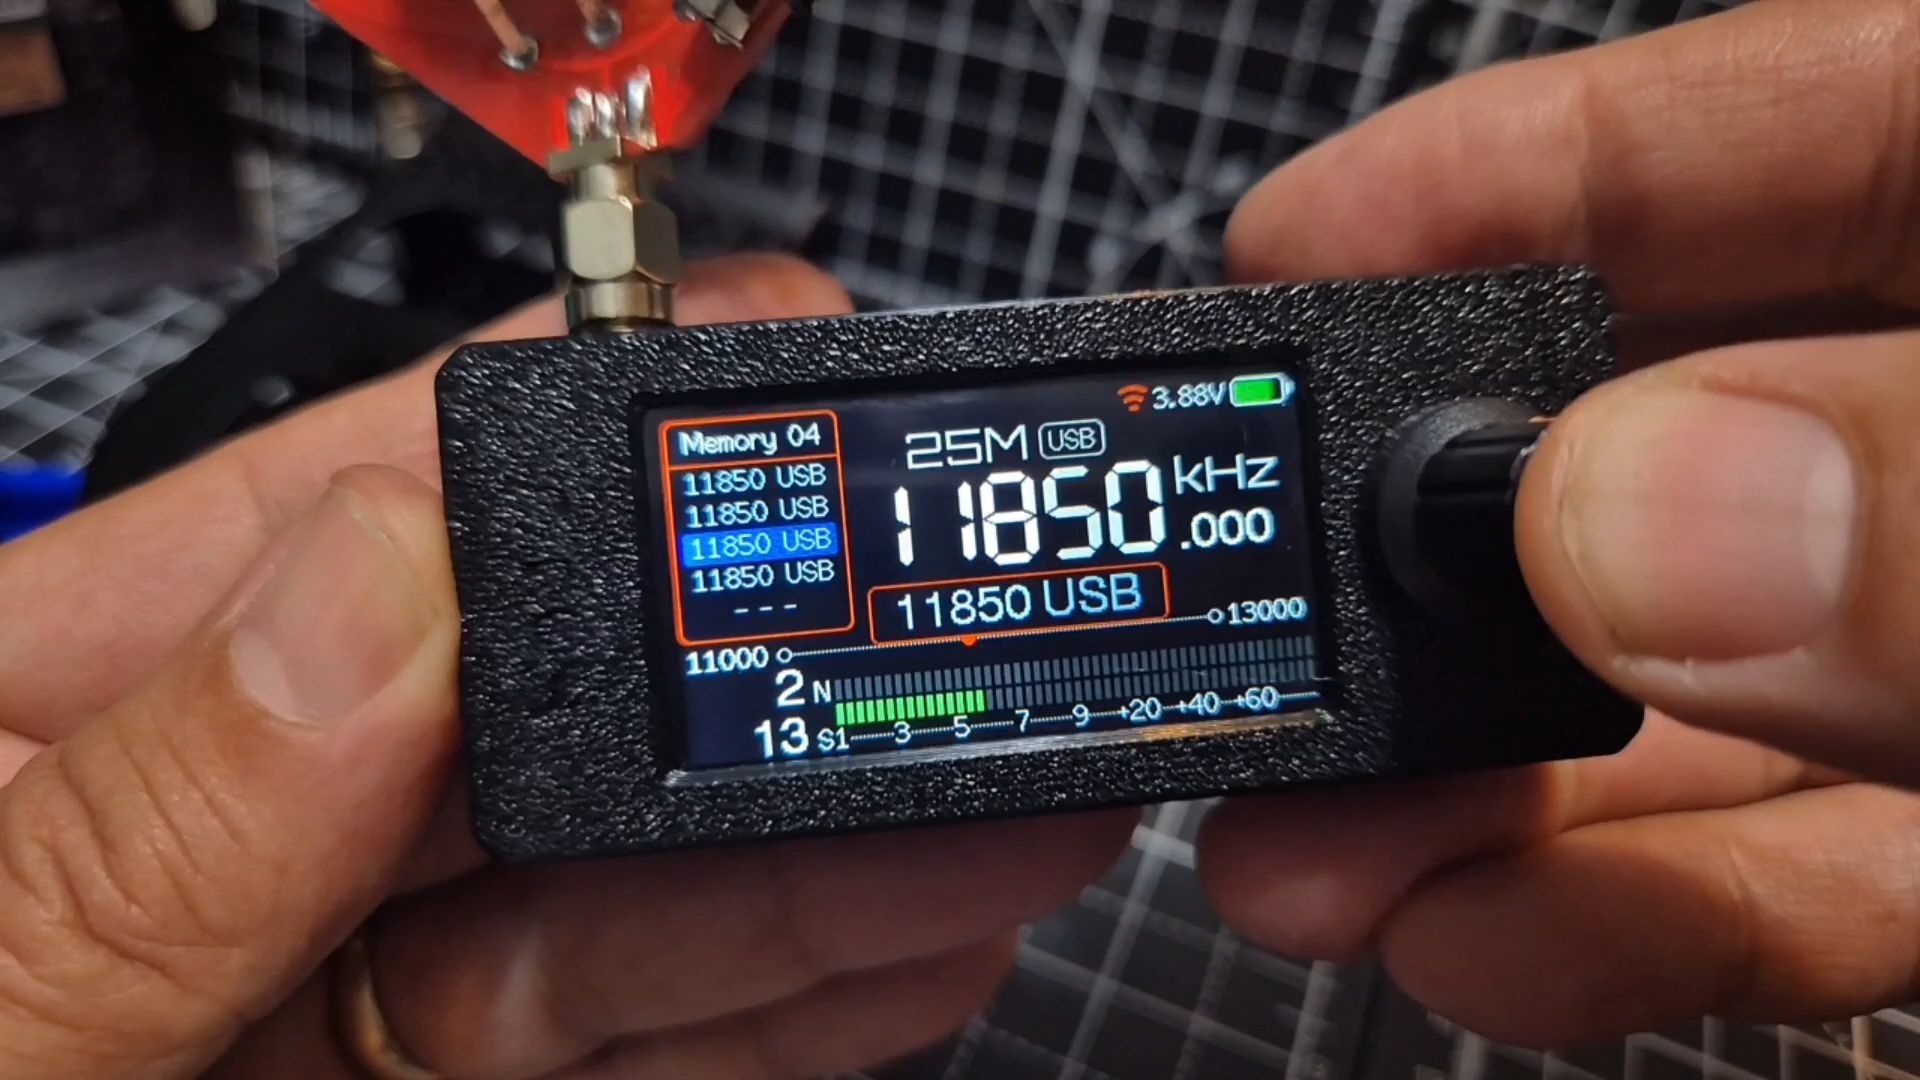 3.88V
Memory 04
11850 USB
11850 USB
11850 USB
11850 USB
- - -
25M USB
11850 kHz
.000
11850 USB
11000 13000
2 N
13 S1 3 5 7 9 +20 +40 +60